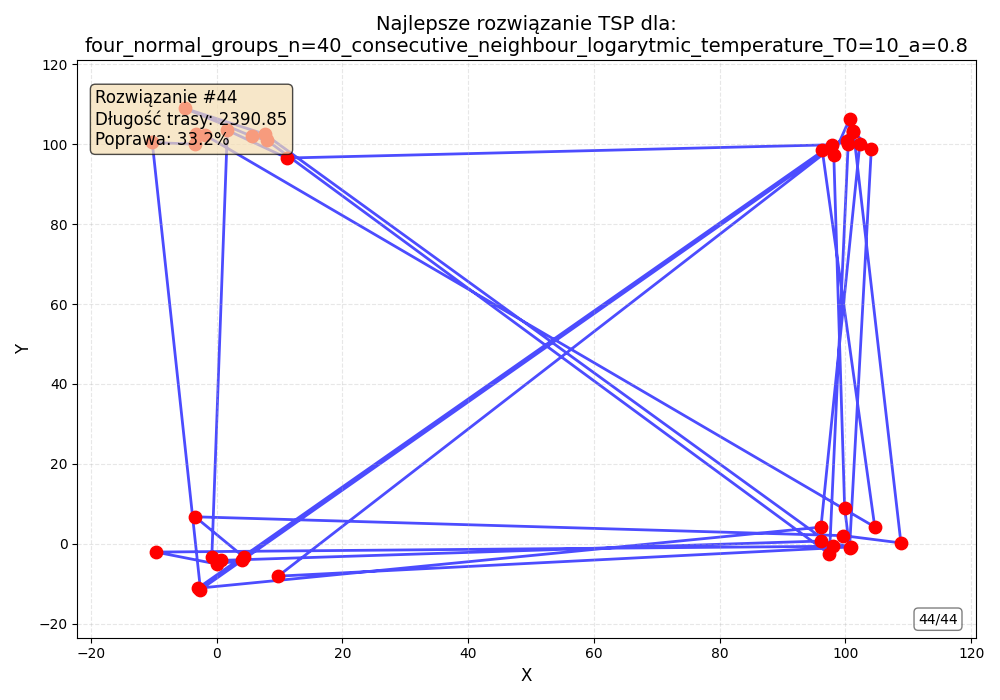 Najlepsze rozwiązanie TSP dla:
four_normal_groups_n=40_consecutive_neighbour_logarytmic_temperature_T0=10_a=0.8
120
Rozwiązanie #44
Długość trasy: 2390.85
Poprawa: 33.2%
100
80
60
Y
40
20
0
−20
44/44
−20
0
20
40
60
80
100
120
X